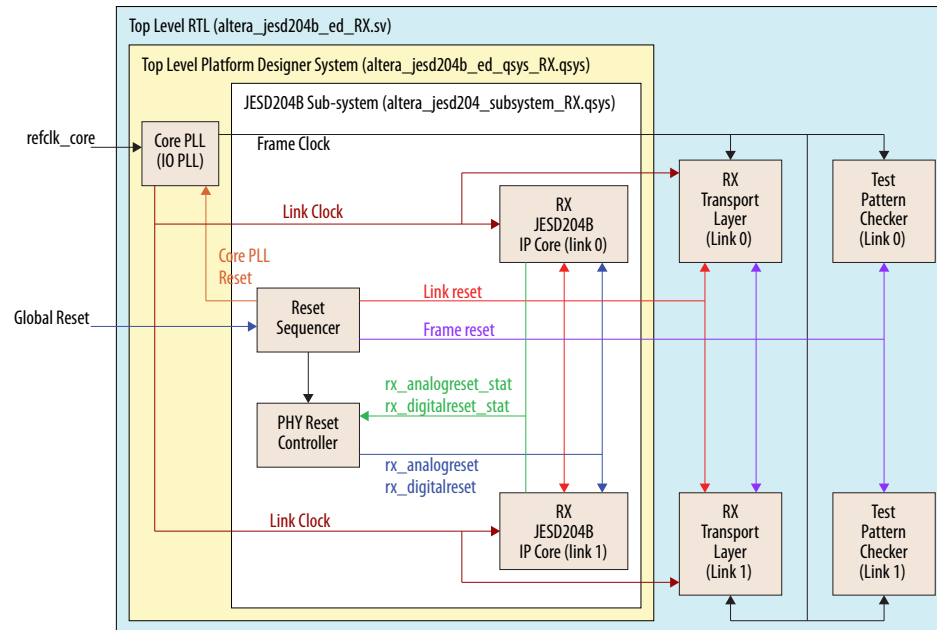 Top Level RTL (altera_jesd204b_ed_RX.sv)
Top Level Platform Designer System (altera_jesd204b_ed_qsys_RX.qsys)
JESD204B Sub-system (altera_jesd204_subsystem_RX.qsys)
refclk_core
Core PLL
(IO PLL)
Frame Clock
RX
Transport
Layer
(Link 0)
Test
Pattern
Checker
(Link 0)
Link Clock
RX
JESD204B
IP Core (link 0)
Core PLL
Reset
Global Reset
Reset
Sequencer
Link reset
Frame reset
rx_analogreset_stat
rx_digitalreset_stat
PHY Reset
Controller
rx_analogreset
rx_digitalreset
Link Clock
RX
JESD204B
IP Core (link 1)
RX
Transport
Layer
(Link 1)
Test
Pattern
Checker
(Link 1)